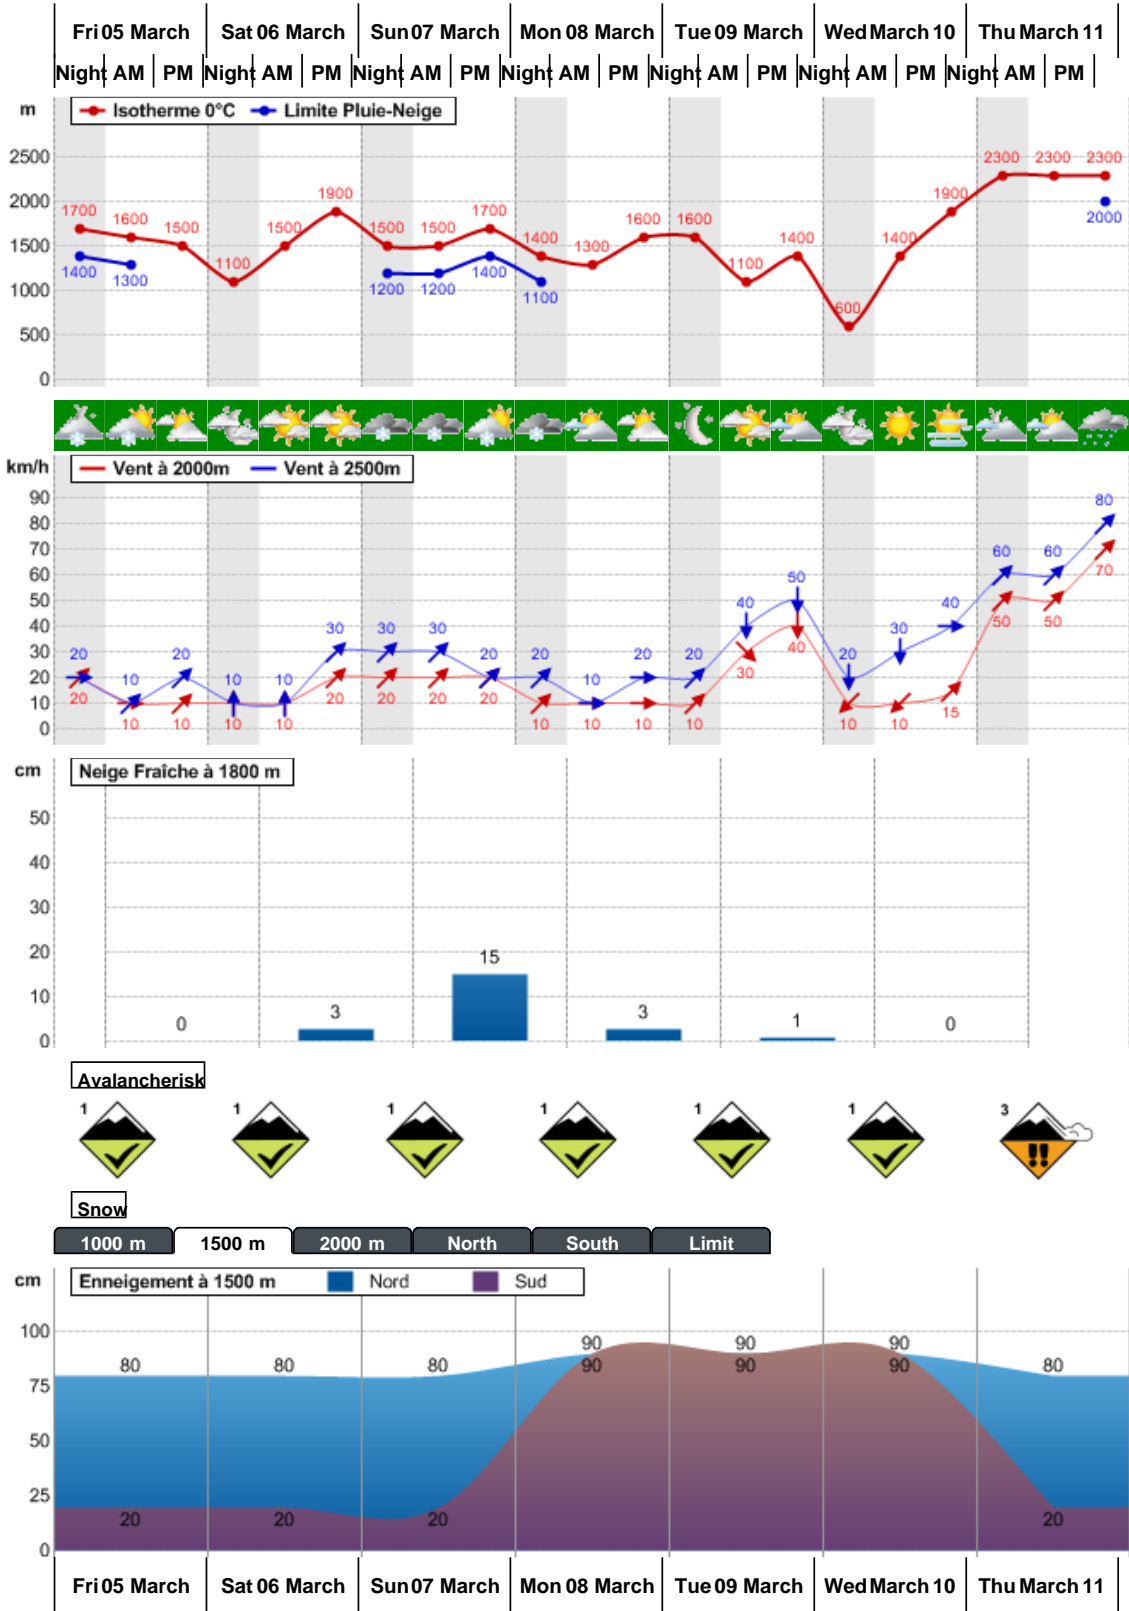 Fri 05 March Sat 06 March Sun 07 March Mon 08 March Tue 09 March Wed March 10 Thu March 11
Night AM PM Night AM PM Night AM PM Night AM PM Night AM PM Night AM PM Night AM PM
m
Isotherme 0°C Limite Pluie-Neige
2500
2000
1500
1000
500
0
1700 1600 1500 1100 1500 1900 1500 1500 1700 1400 1300 1600 1600 1100 1400 600 1400 1900 2300 2300 2300
1400 1300 1200 1200 1400 1100 2000
km/h
Vent à 2000m Vent à 2500m
90
80
70
60
50
40
30
20
10
0
20 10 20 10 10 30 30 30 20 20 10 20 20 40 50 20 30 40 60 60 80
20 10 10 10 10 20 20 20 20 10 10 10 10 30 40 10 10 15 50 50 70
cm
Neige Fraîche à 1800 m
50
40
30
20
10
0
0 3 15 3 1 0
Avalancherisk
1 1 1 1 1 1 3
Snow
1000 m 1500 m 2000 m North South Limit
cm
Enneigement à 1500 m Nord Sud
100
75
50
25
0
80 80 80 90 90 90 80
20 20 20 90 90 90 20
Fri 05 March Sat 06 March Sun 07 March Mon 08 March Tue 09 March Wed March 10 Thu March 11